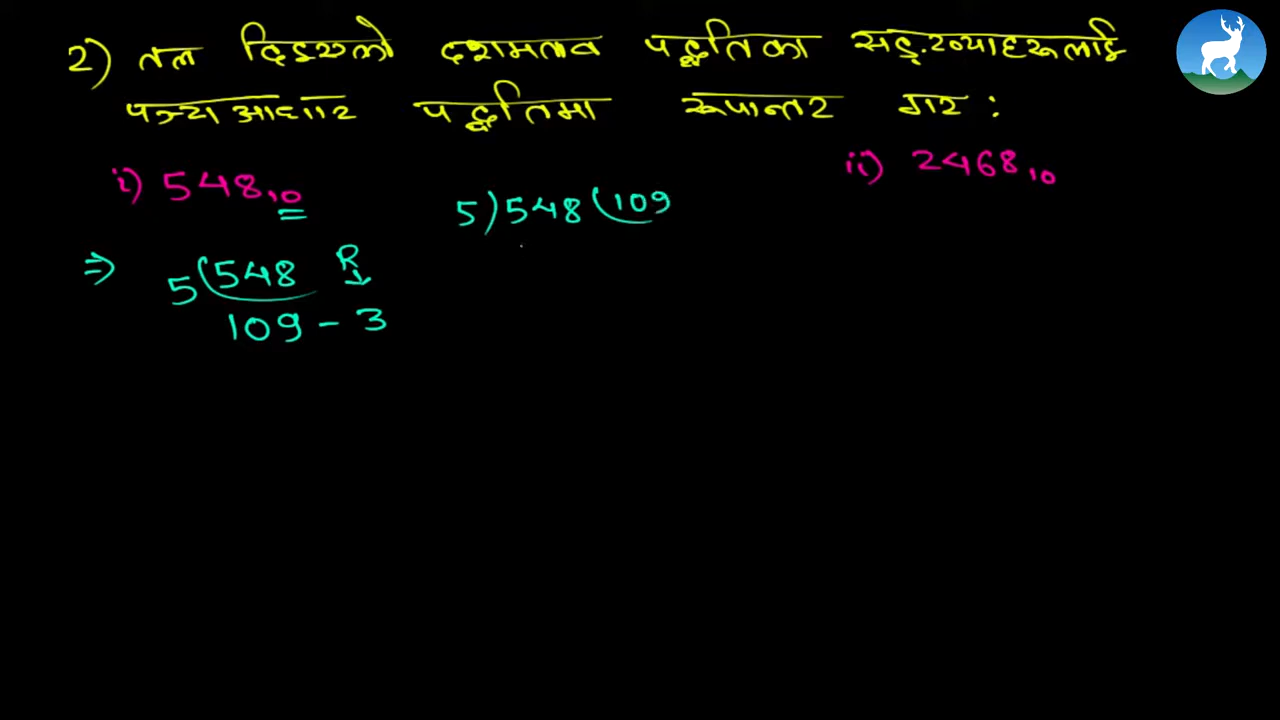 2) तल दिइएको दशमलव पद्धतिका सङ्ख्याहरूलाई
पञ्च आधार पद्धतिमा रूपान्तर गर :
i) 548₁₀
ii) 2468₁₀
5)548(109
⇒ 5(548 R
↓
109 - 3